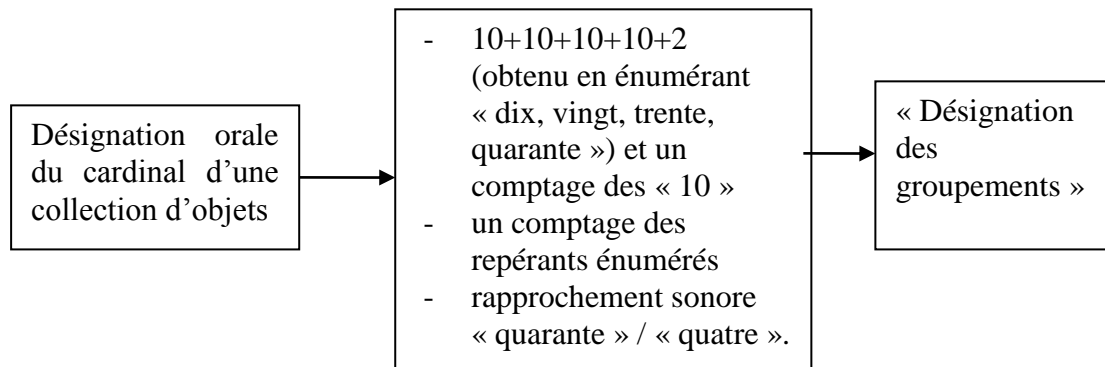 Désignation orale
du cardinal d’une
collection d’objets
- 10+10+10+10+2
(obtenu en énumérant
« dix, vingt, trente,
quarante ») et un
comptage des « 10 »
- un comptage des
repérants énumérés
- rapprochement sonore
« quarante » / « quatre ».
« Désignation
des
groupements »